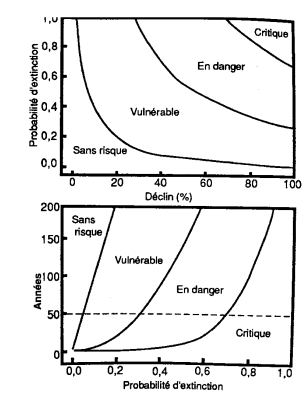 Probabilité d'extinction
1,0
0,8
0,6
0,4
0,2
0,0
Critique
En danger
Vulnérable
Sans risque
0 20 40 60 80 100
Déclin (%)
Années
200
150
100
50
0
Sans
risque
Vulnérable
En danger
Critique
0,0 0,2 0,4 0,6 0,8 1,0
Probabilité d'extinction